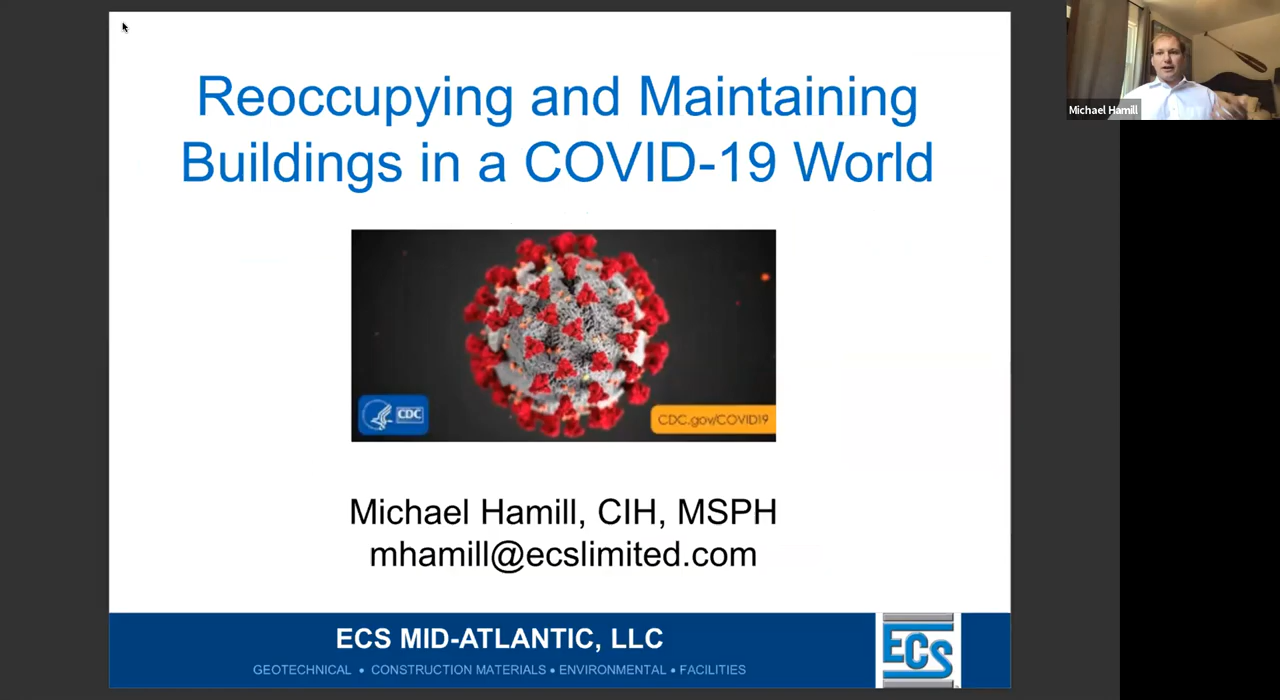 Reoccupying and Maintaining
Buildings in a COVID-19 World
CDC
CDC.gov/COVID19
Michael Hamill, CIH, MSPH
mhamill@ecslimited.com
ECS MID-ATLANTIC, LLC
GEOTECHNICAL • CONSTRUCTION MATERIALS • ENVIRONMENTAL • FACILITIES
ECS
Michael Hamill